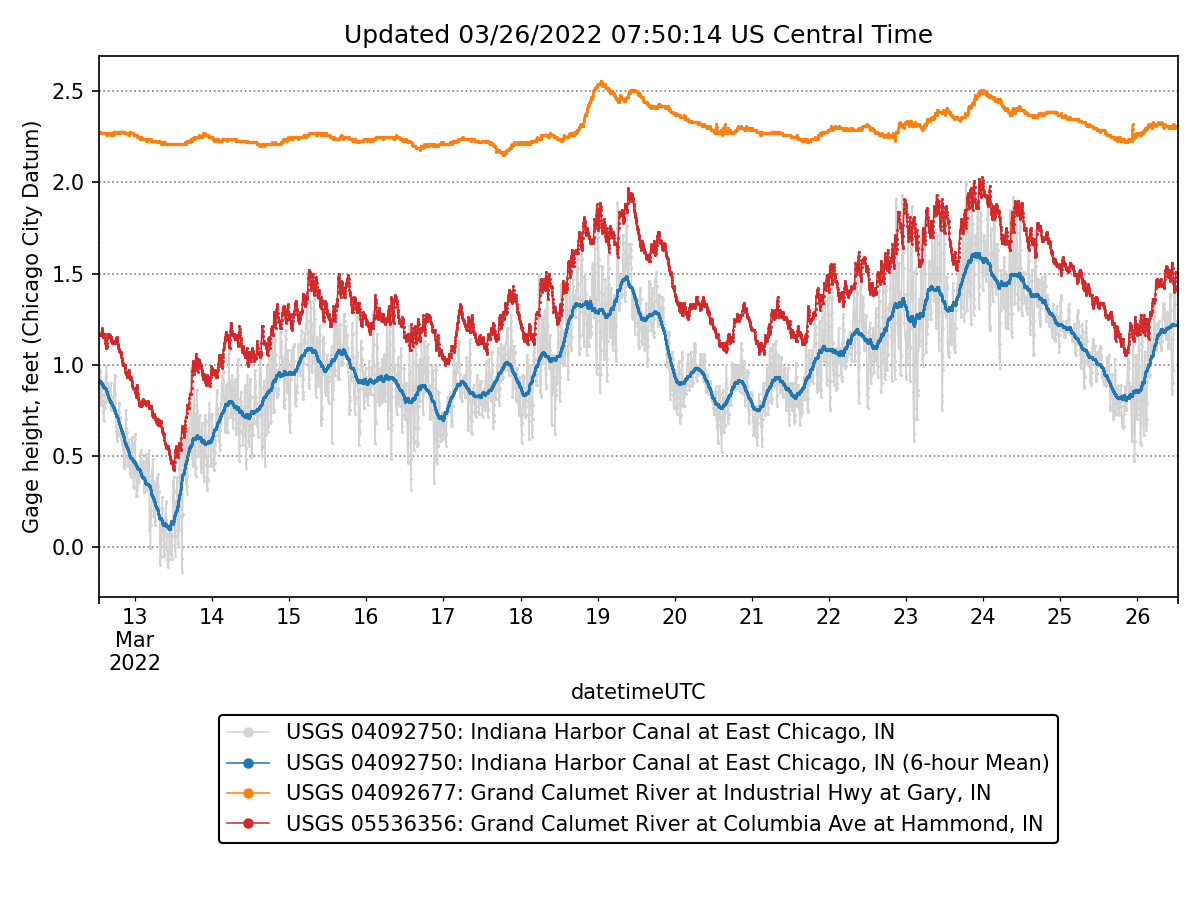 Updated 03/26/2022 07:50:14 US Central Time
Gage height, feet (Chicago City Datum)
2.5
2.0
1.5
1.0
0.5
0.0
13 14 15 16 17 18 19 20 21 22 23 24 25 26
Mar
2022
datetimeUTC
USGS 04092750: Indiana Harbor Canal at East Chicago, IN
USGS 04092750: Indiana Harbor Canal at East Chicago, IN (6-hour Mean)
USGS 04092677: Grand Calumet River at Industrial Hwy at Gary, IN
USGS 05536356: Grand Calumet River at Columbia Ave at Hammond, IN